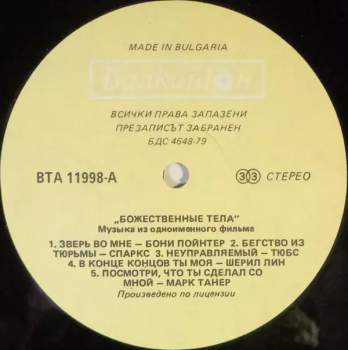 MADE IN BULGARIA
Балкантон
ВСИЧКИ ПРАВА ЗАПАЗЕНИ
ПРЕЗАПИСЪТ ЗАБРАНЕН
БДС 4648-79
ВТА 11998-А
33 СТЕРЕО
„БОЖЕСТВЕННЫЕ ТЕЛА"
Музыка из одноименного фильма
1. ЗВЕРЬ ВО МНЕ – БОНИ ПОЙНТЕР 2. БЕГСТВО ИЗ
ТЮРЬМЫ – СПАРКС 3. НЕУПРАВЛЯЕМЫЙ – ТЮБС
4. В КОНЦЕ КОНЦОВ ТЫ МОЯ – ШЕРИЛ ЛИН
5. ПОСМОТРИ, ЧТО ТЫ СДЕЛАЛ СО
МНОЙ – МАРК ТАНЕР
Произведено по лицензии